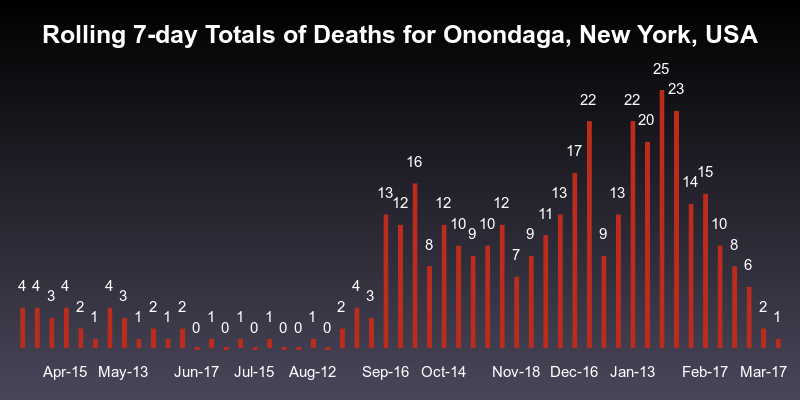 Rolling 7-day Totals of Deaths for Onondaga, New York, USA
4 4 3 4 2 1 4 3 1 2 1 2 0 1 0 1 0 1 0 0 1 0 2 4 3 13 12 16 8 12 10 9 10 12 7 9 11 13 17 22 9 13 22 20 25 23 14 15 10 8 6 2 1
Apr-15 May-13 Jun-17 Jul-15 Aug-12 Sep-16 Oct-14 Nov-18 Dec-16 Jan-13 Feb-17 Mar-17